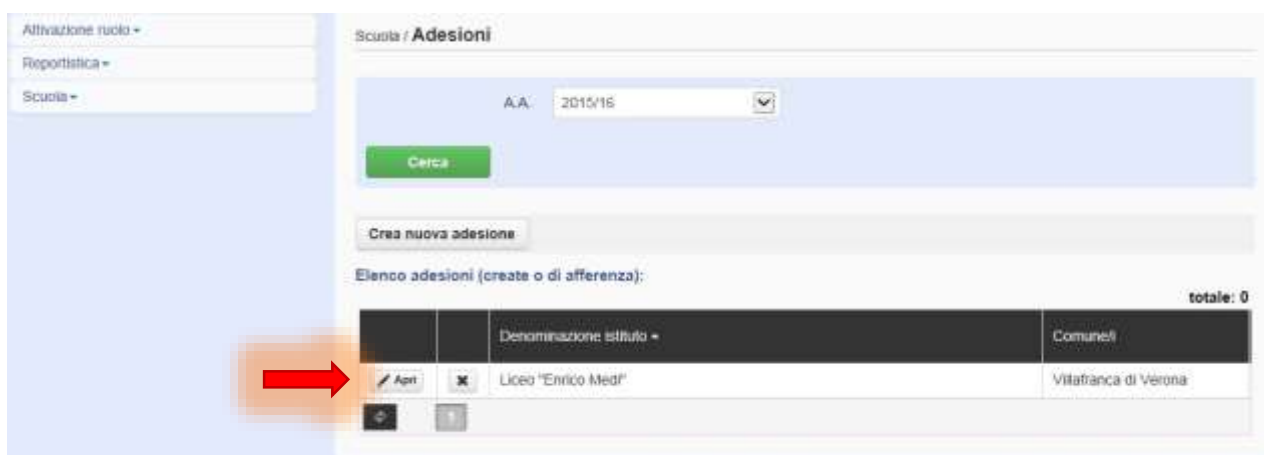 Attivazione ruolo
Reportistica
Scuola
Scuola / Adesioni
A.A. 2015/16
Cerca
Crea nuova adesione
Elenco adesioni (create o di afferenza):
totale: 0
Denominazione istituto Comune/i
Apri Liceo "Enrico Medi" Villafranca di Verona
1